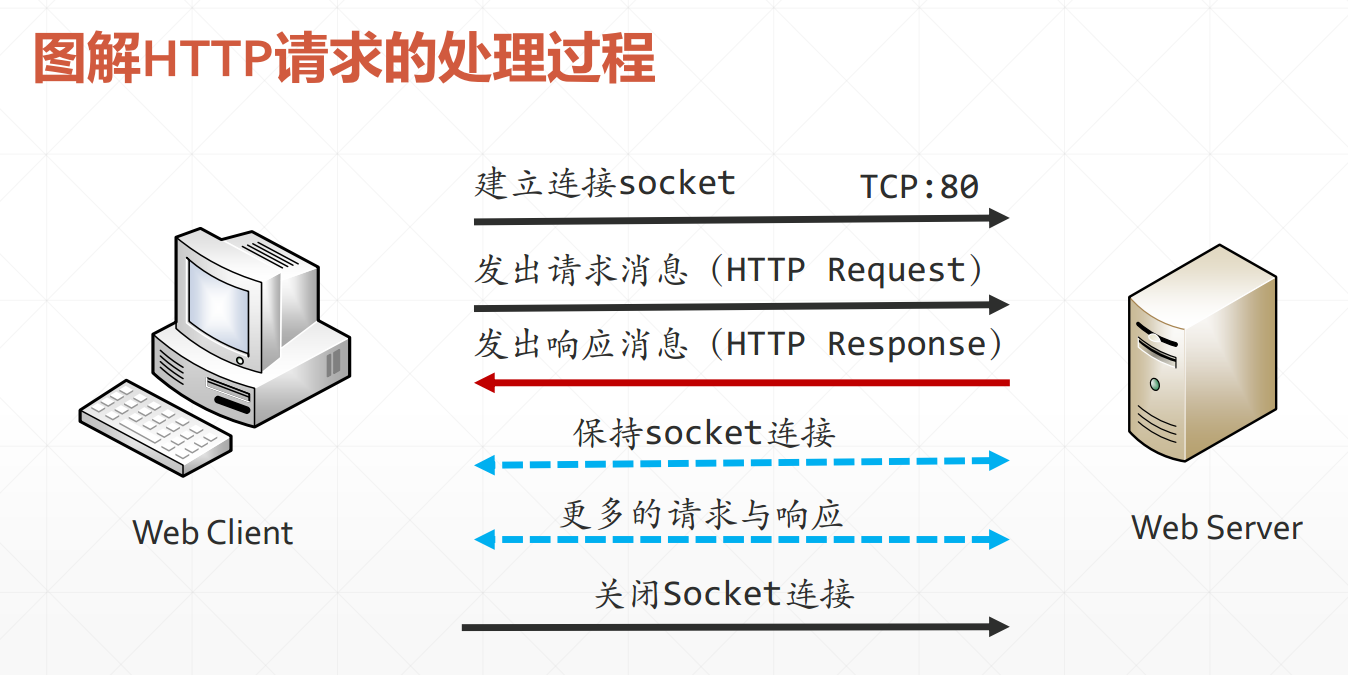 图解HTTP请求的处理过程
建立连接socket TCP:80
发出请求消息（HTTP Request）
发出响应消息（HTTP Response）
保持socket连接
更多的请求与响应
关闭Socket连接
Web Client
Web Server